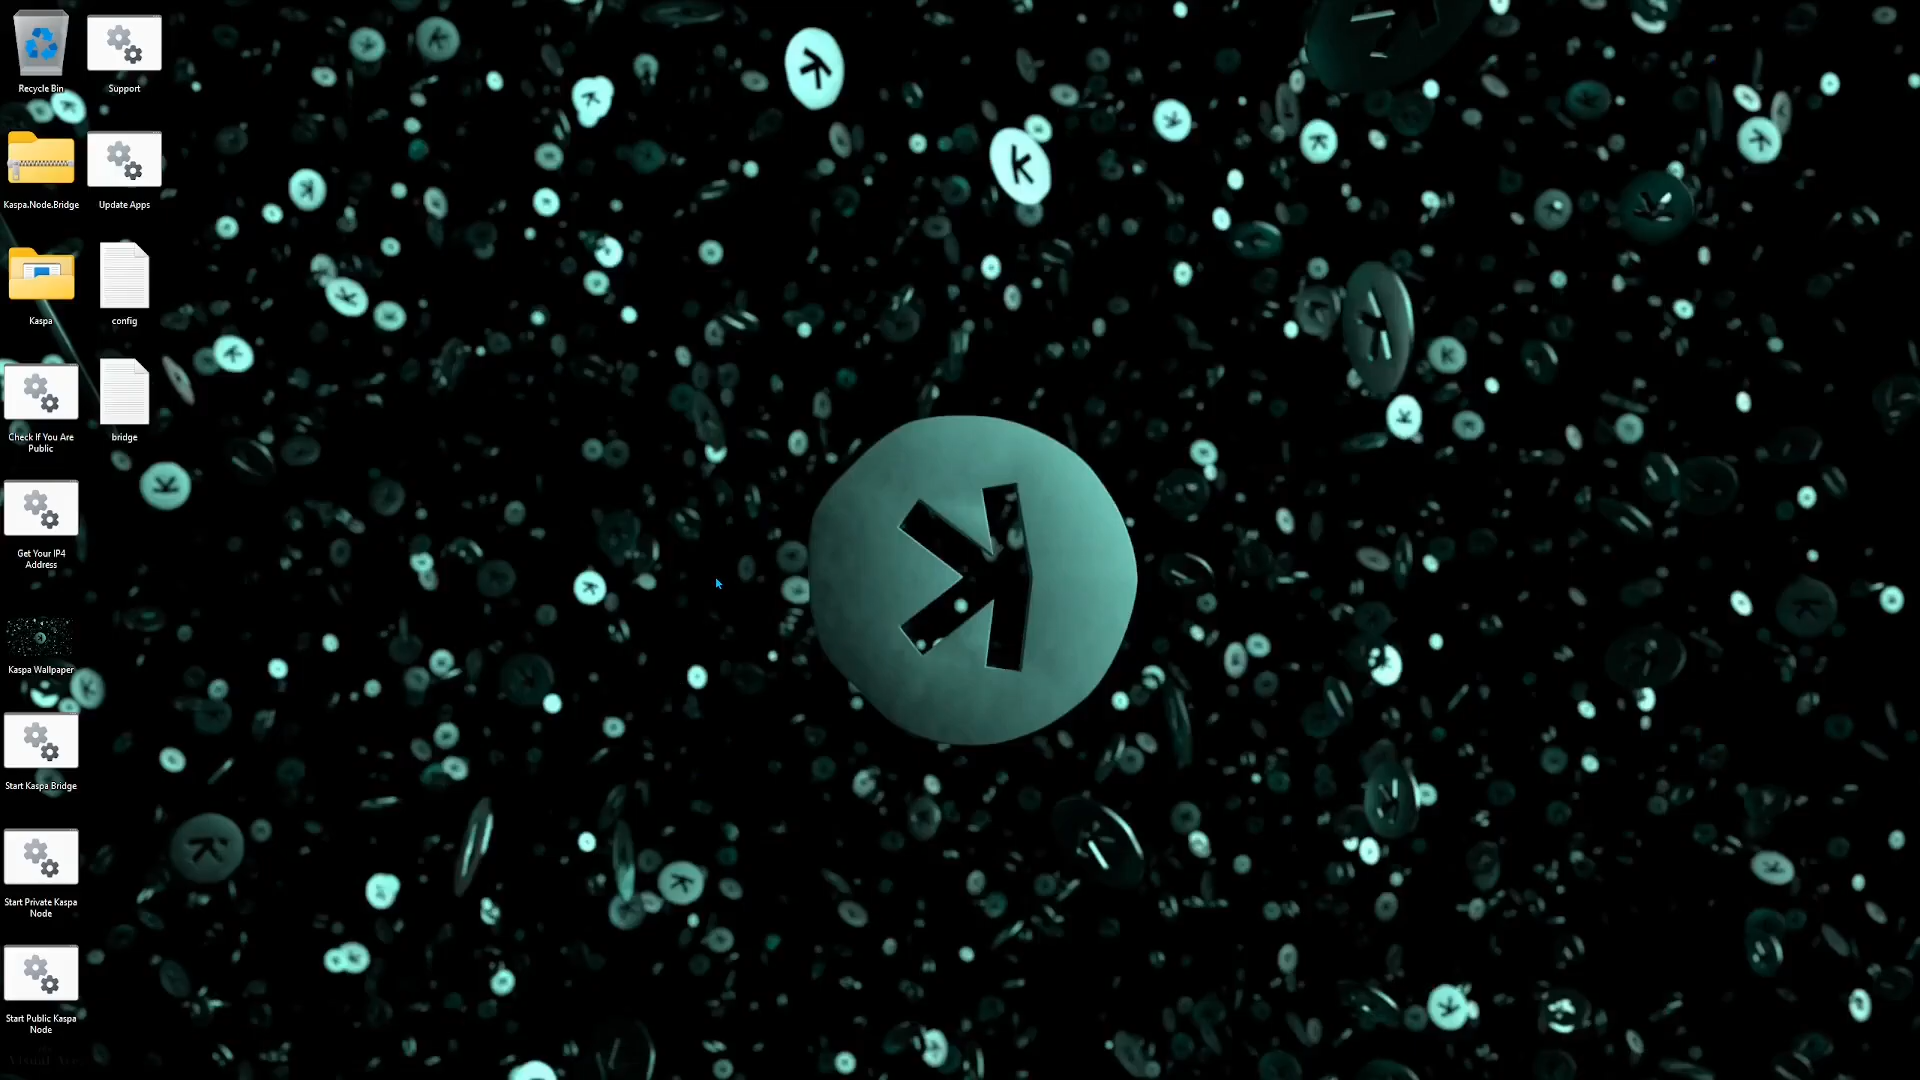 Recycle Bin
Support
Kaspa.Node.Bridge
Update Apps
Kaspa
config
Check If You Are
Public
bridge
Get Your IP4
Address
Kaspa Wallpaper
Start Kaspa Bridge
Start Private Kaspa
Node
Start Public Kaspa
Node